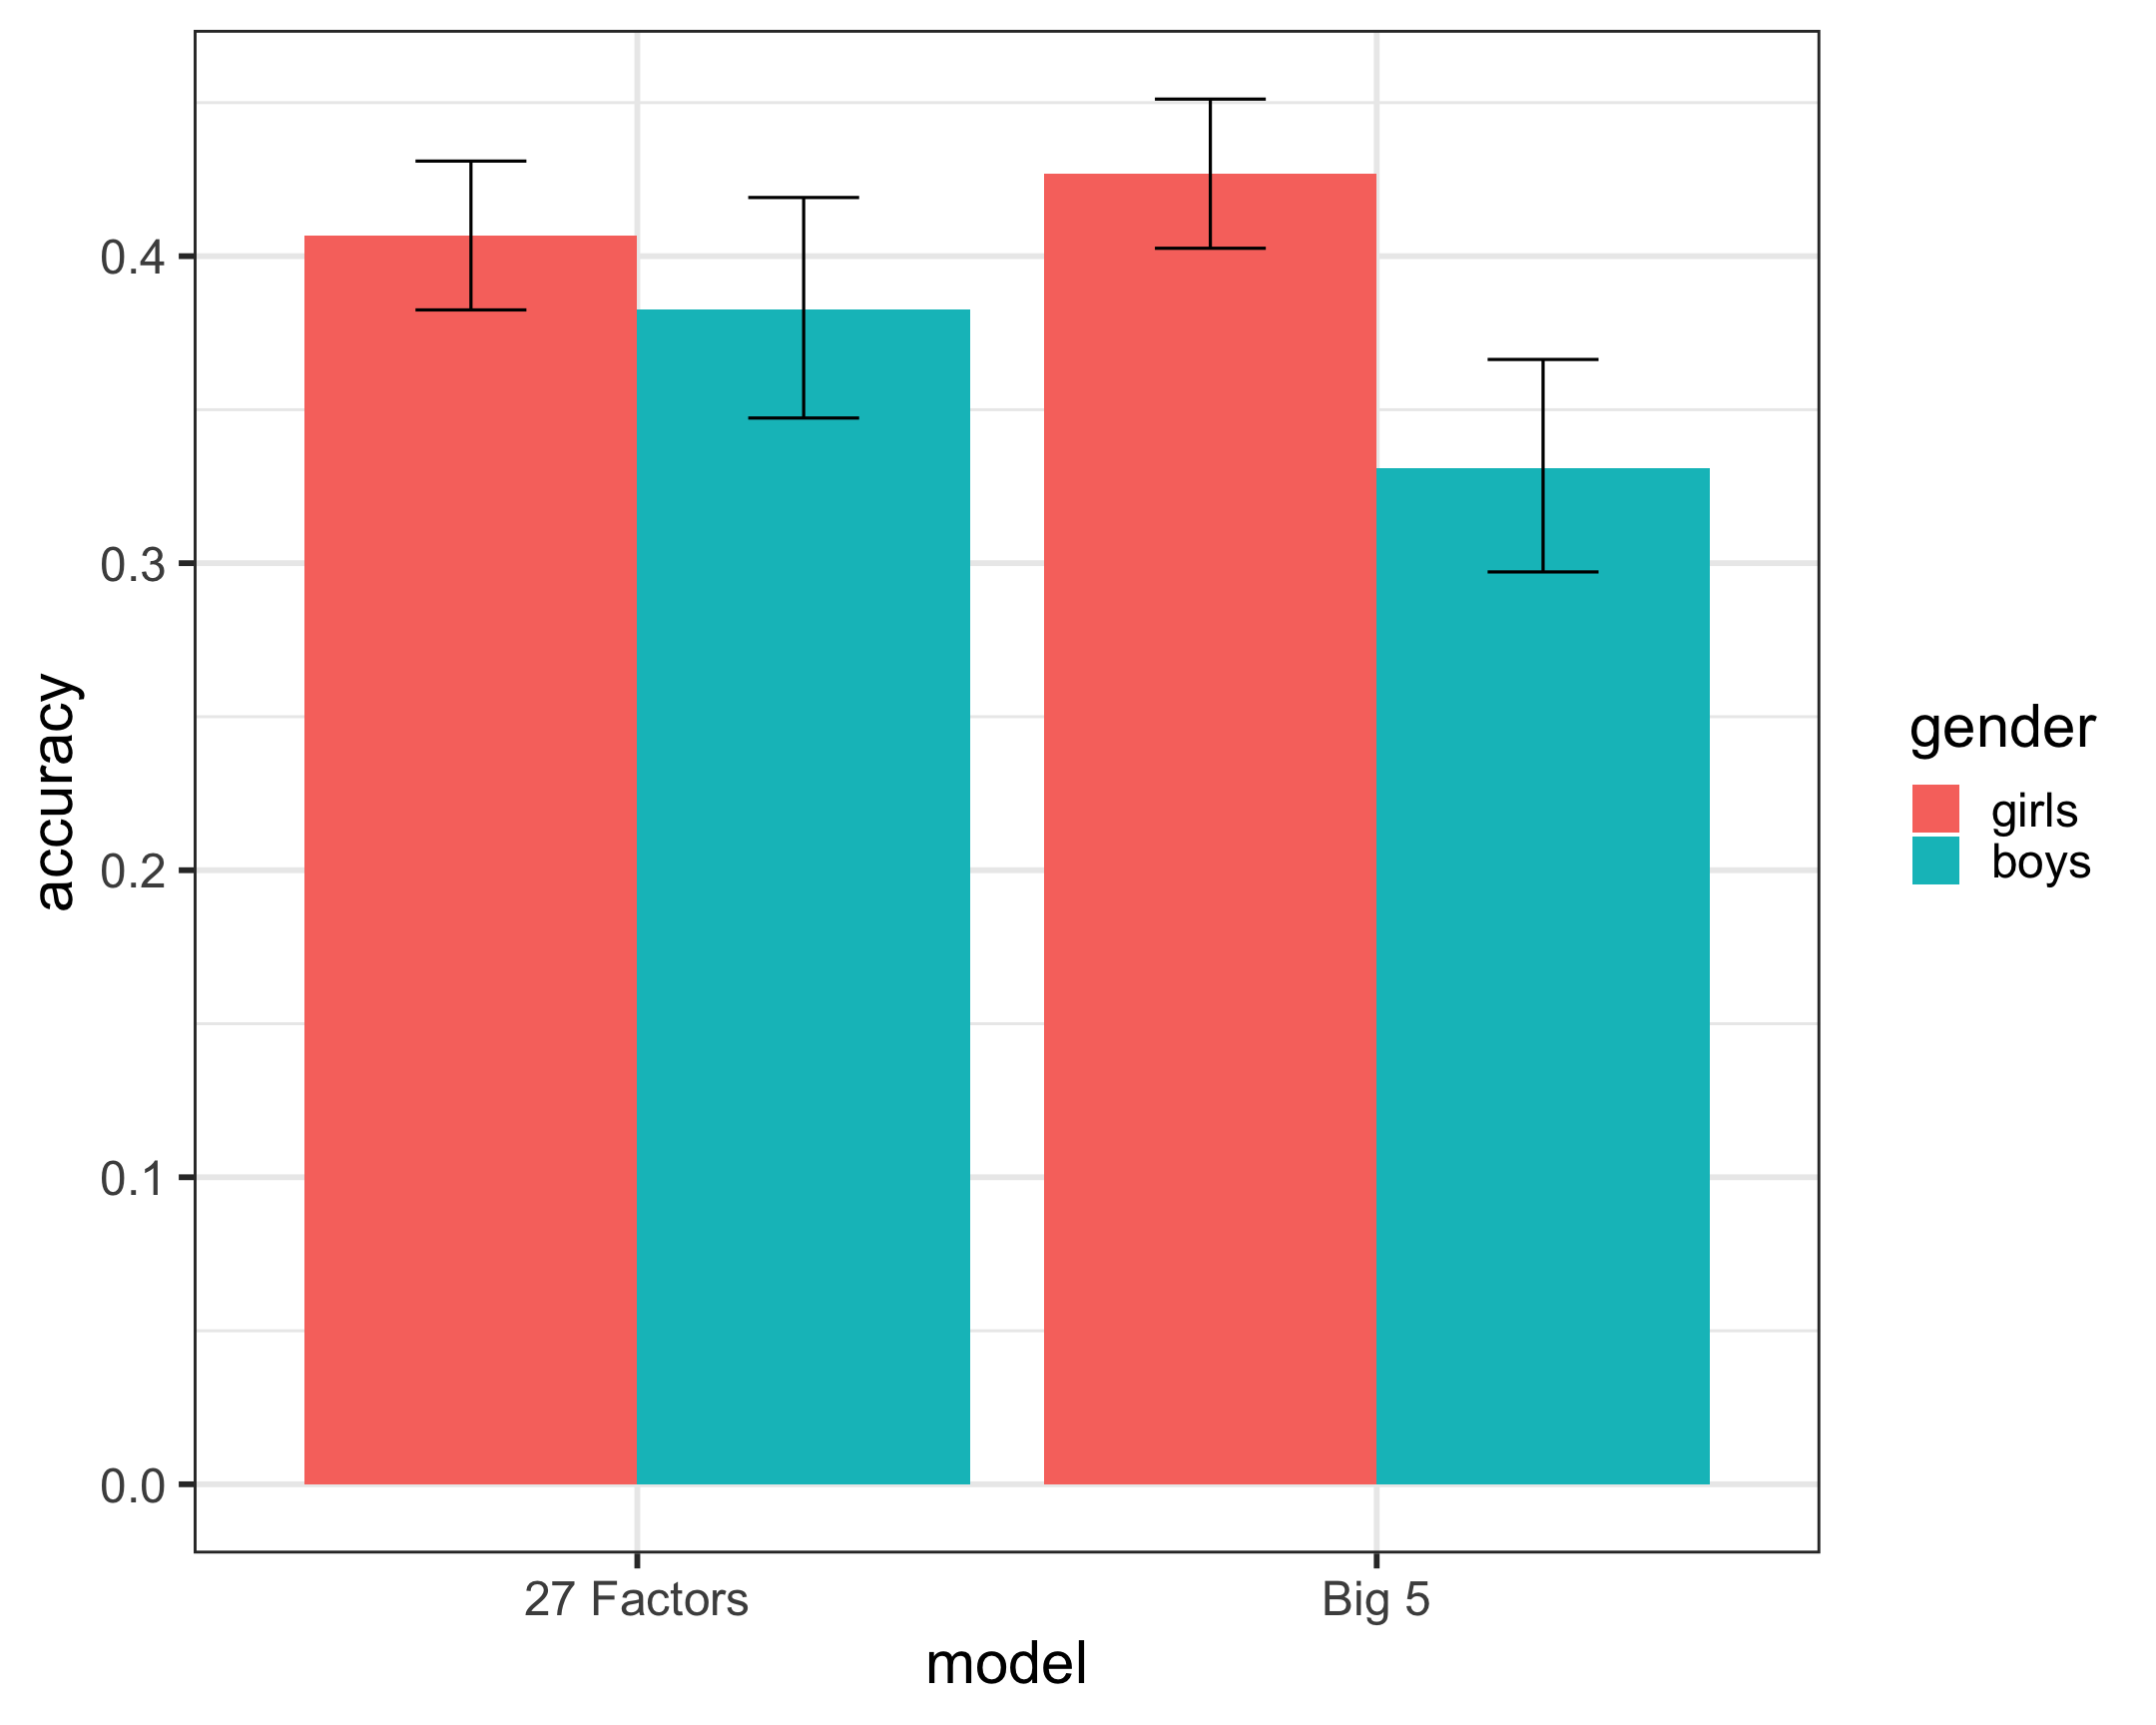 accuracy
0.4
0.3
0.2
0.1
0.0
27 Factors
Big 5
model
gender
girls
boys